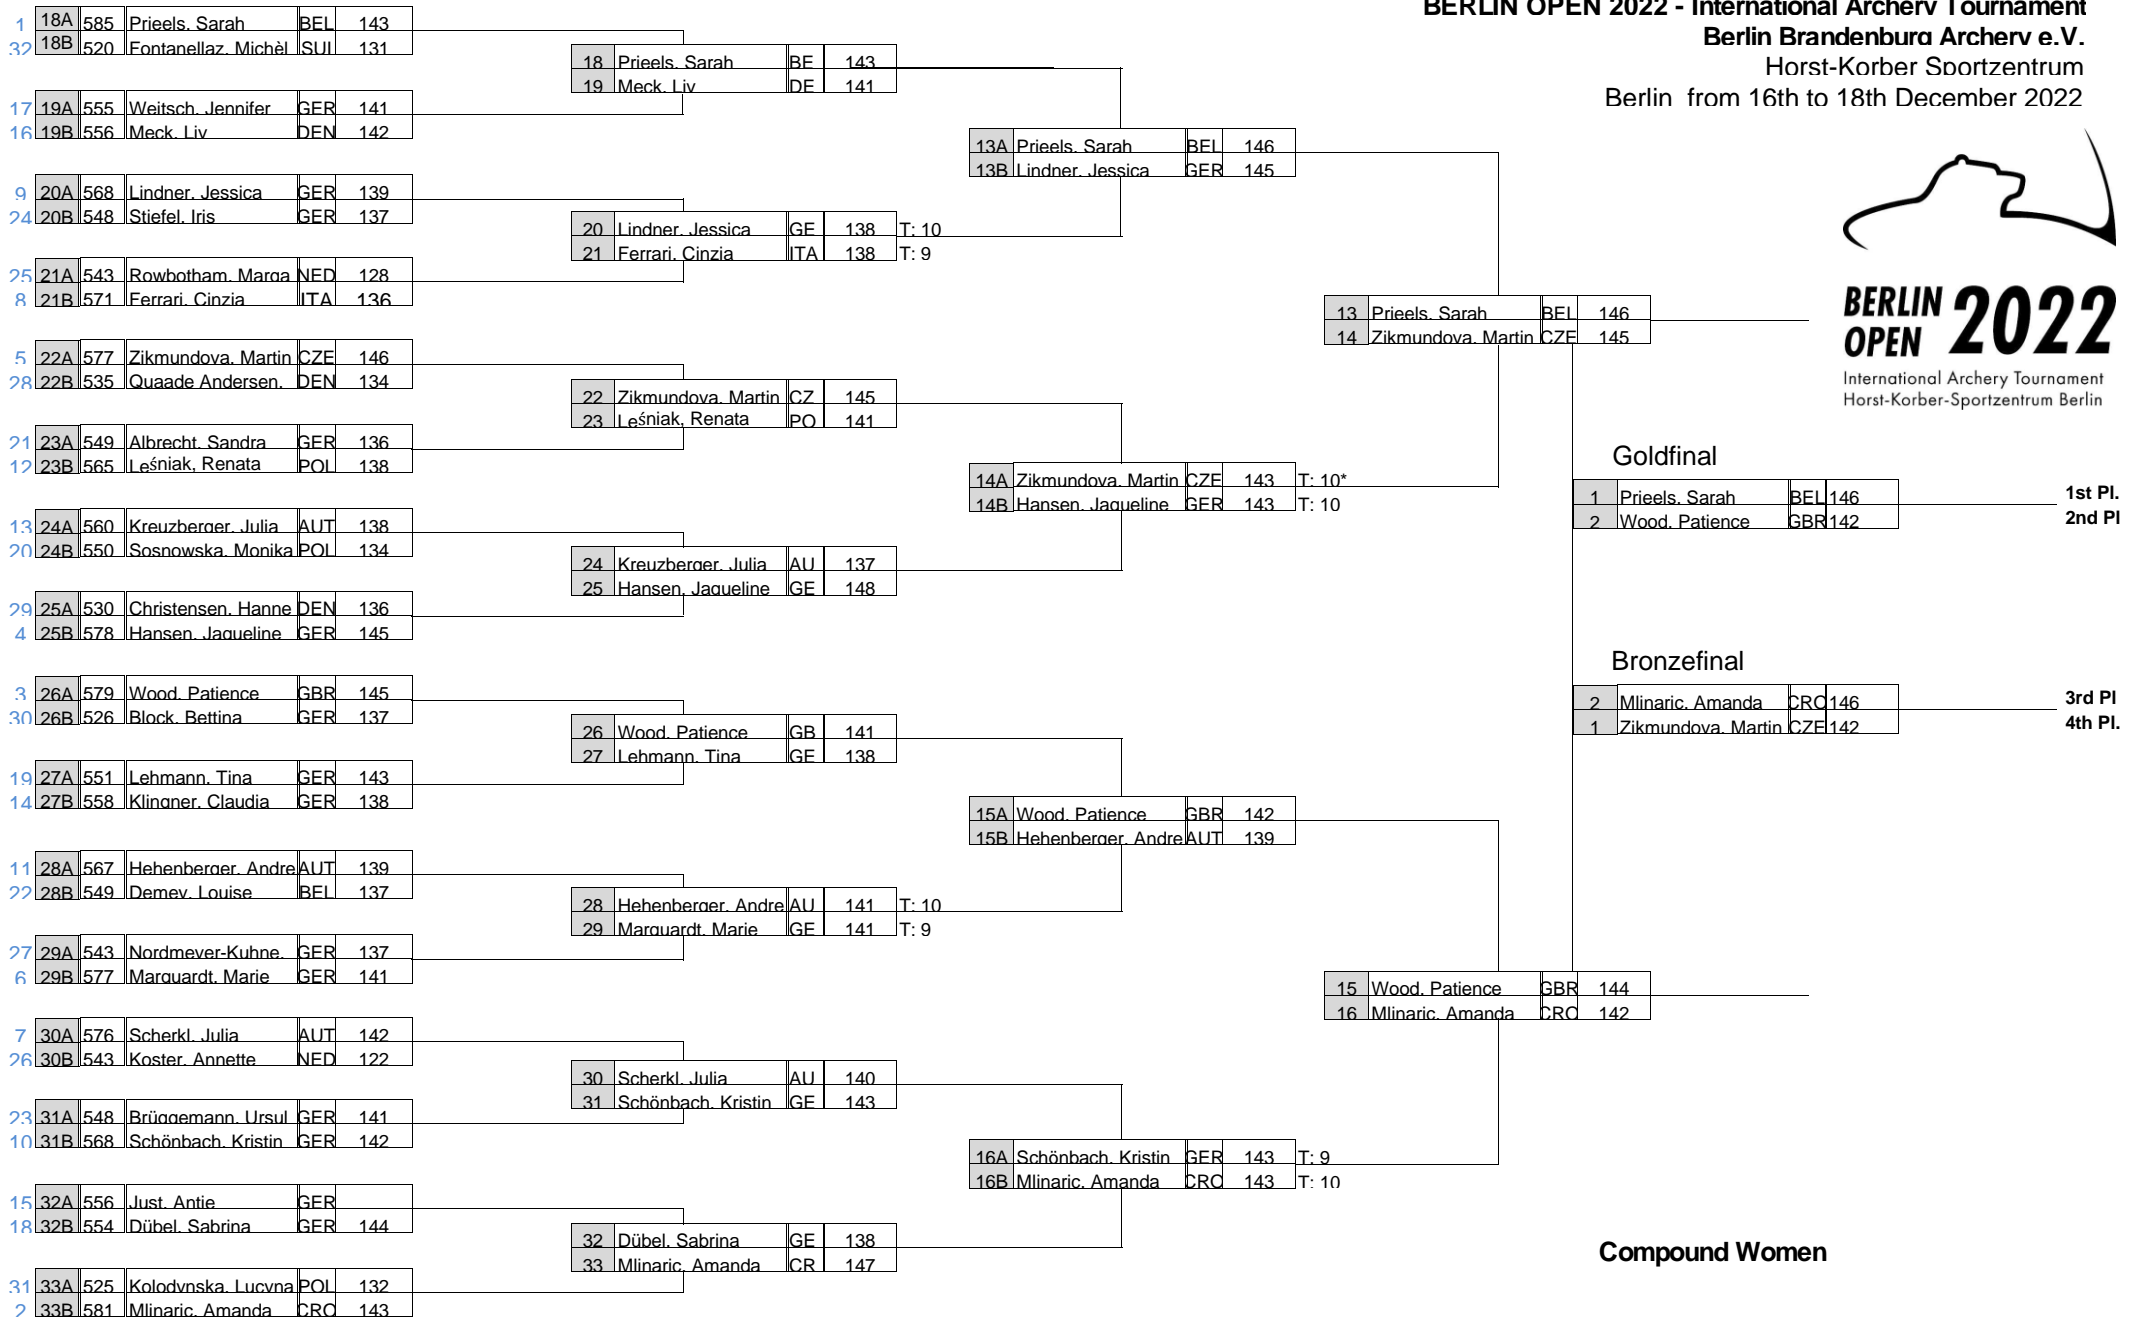 BERLIN OPEN 2022 - International Archery Tournament
Berlin Brandenburg Archery e.V.
Horst-Korber Sportzentrum
Berlin from 16th to 18th December 2022
1 18A 585 Prieels, Sarah BEL 143
32 18B 520 Fontanellaz, Michèl SUI 131
17 19A 555 Weitsch, Jennifer GER 141
16 19B 556 Meck, Liv DEN 142
9 20A 568 Lindner, Jessica GER 139
24 20B 548 Stiefel, Iris GER 137
25 21A 543 Rowbotham, Marga NED 128
8 21B 571 Ferrari, Cinzia ITA 136
5 22A 577 Zikmundova, Martin CZE 146
28 22B 535 Quaade Andersen, DEN 134
21 23A 549 Albrecht, Sandra GER 136
12 23B 565 Leśniak, Renata POL 138
13 24A 560 Kreuzberger, Julia AUT 138
20 24B 550 Sosnowska, Monika POL 134
29 25A 530 Christensen, Hanne DEN 136
4 25B 578 Hansen, Jaqueline GER 145
3 26A 579 Wood, Patience GBR 145
30 26B 526 Block, Bettina GER 137
19 27A 551 Lehmann, Tina GER 143
14 27B 558 Klingner, Claudia GER 138
11 28A 567 Hehenberger, Andre AUT 139
22 28B 549 Demey, Louise BEL 137
27 29A 543 Nordmeyer-Kuhne, GER 137
6 29B 577 Marquardt, Marie GER 141
7 30A 576 Scherkl, Julia AUT 142
26 30B 543 Koster, Annette NED 122
23 31A 548 Brüggemann, Ursul GER 141
10 31B 568 Schönbach, Kristin GER 142
15 32A 556 Just, Antje GER
18 32B 554 Dübel, Sabrina GER 144
31 33A 525 Kolodynska, Lucyna POL 132
2 33B 581 Mlinaric, Amanda CRO 143
18 Prieels, Sarah BE 143
19 Meck, Liv DE 141
20 Lindner, Jessica GE 138 T: 10
21 Ferrari, Cinzia ITA 138 T: 9
22 Zikmundova, Martin CZ 145
23 Leśniak, Renata PO 141
24 Kreuzberger, Julia AU 137
25 Hansen, Jaqueline GE 148
26 Wood, Patience GB 141
27 Lehmann, Tina GE 138
28 Hehenberger, Andre AU 141 T: 10
29 Marquardt, Marie GE 141 T: 9
30 Scherkl, Julia AU 140
31 Schönbach, Kristin GE 143
32 Dübel, Sabrina GE 138
33 Mlinaric, Amanda CR 147
13A Prieels, Sarah BEL 146
13B Lindner, Jessica GER 145
14A Zikmundova, Martin CZE 143 T: 10*
14B Hansen, Jaqueline GER 143 T: 10
15A Wood, Patience GBR 142
15B Hehenberger, Andre AUT 139
16A Schönbach, Kristin GER 143 T: 9
16B Mlinaric, Amanda CRO 143 T: 10
13 Prieels, Sarah BEL 146
14 Zikmundova, Martin CZE 145
15 Wood, Patience GBR 144
16 Mlinaric, Amanda CRO 142
BERLIN OPEN 2022
International Archery Tournament
Horst-Korber-Sportzentrum Berlin
Goldfinal
1 Prieels, Sarah BEL 146 1st Pl.
2 Wood, Patience GBR 142 2nd Pl
Bronzefinal
2 Mlinaric, Amanda CRO 146 3rd Pl
1 Zikmundova, Martin CZE 142 4th Pl.
Compound Women